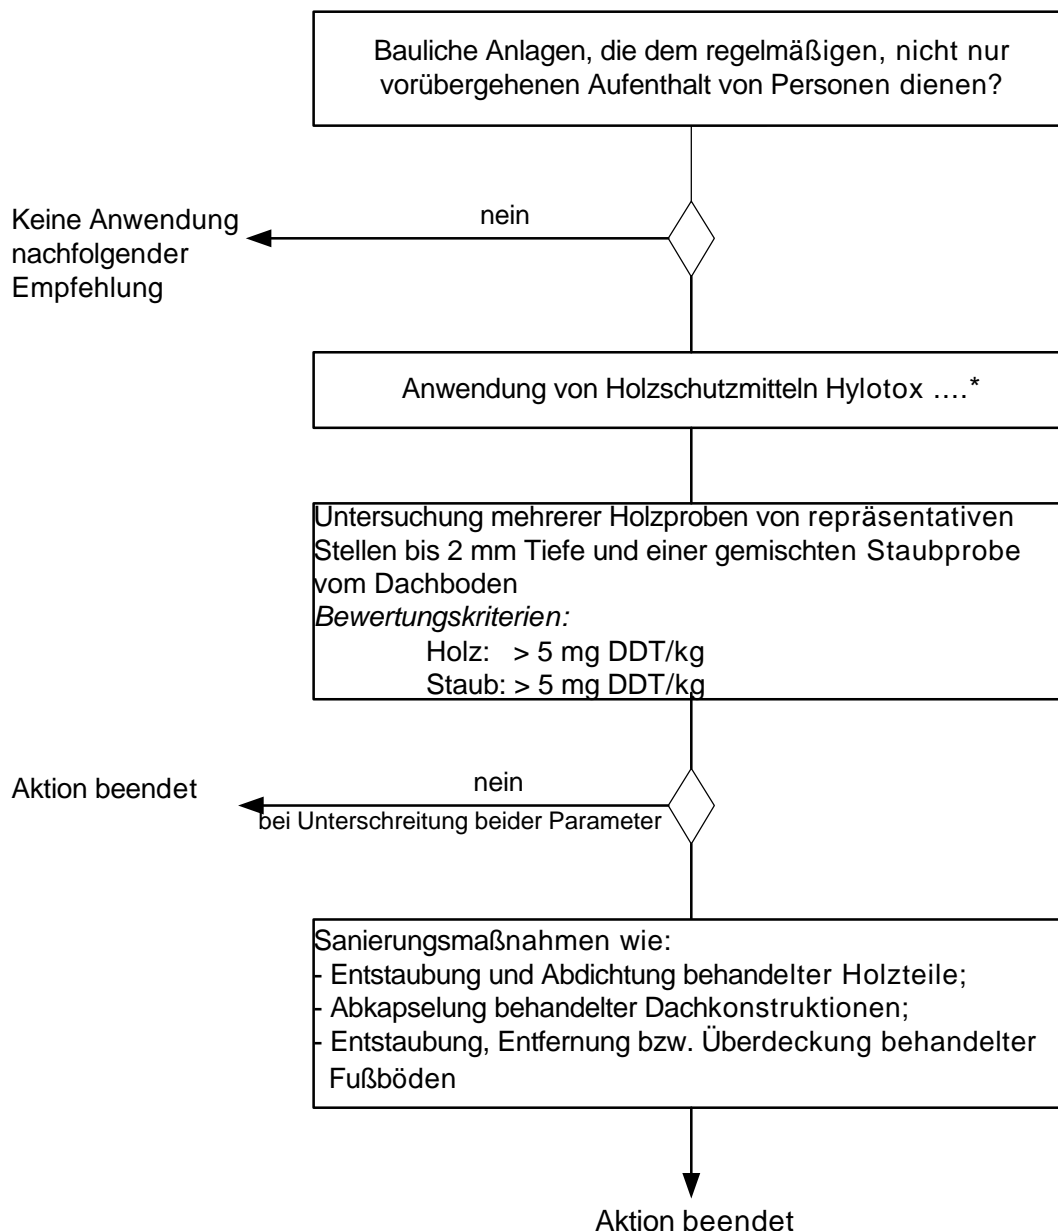 Bauliche Anlagen, die dem regelmäßigen, nicht nur
vorübergehenen Aufenthalt von Personen dienen?
nein
Keine Anwendung
nachfolgender
Empfehlung
Anwendung von Holzschutzmitteln Hylotox ....*
Untersuchung mehrerer Holzproben von repräsentativen
Stellen bis 2 mm Tiefe und einer gemischten Staubprobe
vom Dachboden
Bewertungskriterien:
Holz: > 5 mg DDT/kg
Staub: > 5 mg DDT/kg
nein
Aktion beendet
bei Unterschreitung beider Parameter
Sanierungsmaßnahmen wie:
- Entstaubung und Abdichtung behandelter Holzteile;
- Abkapselung behandelter Dachkonstruktionen;
- Entstaubung, Entfernung bzw. Überdeckung behandelter
Fußböden
Aktion beendet